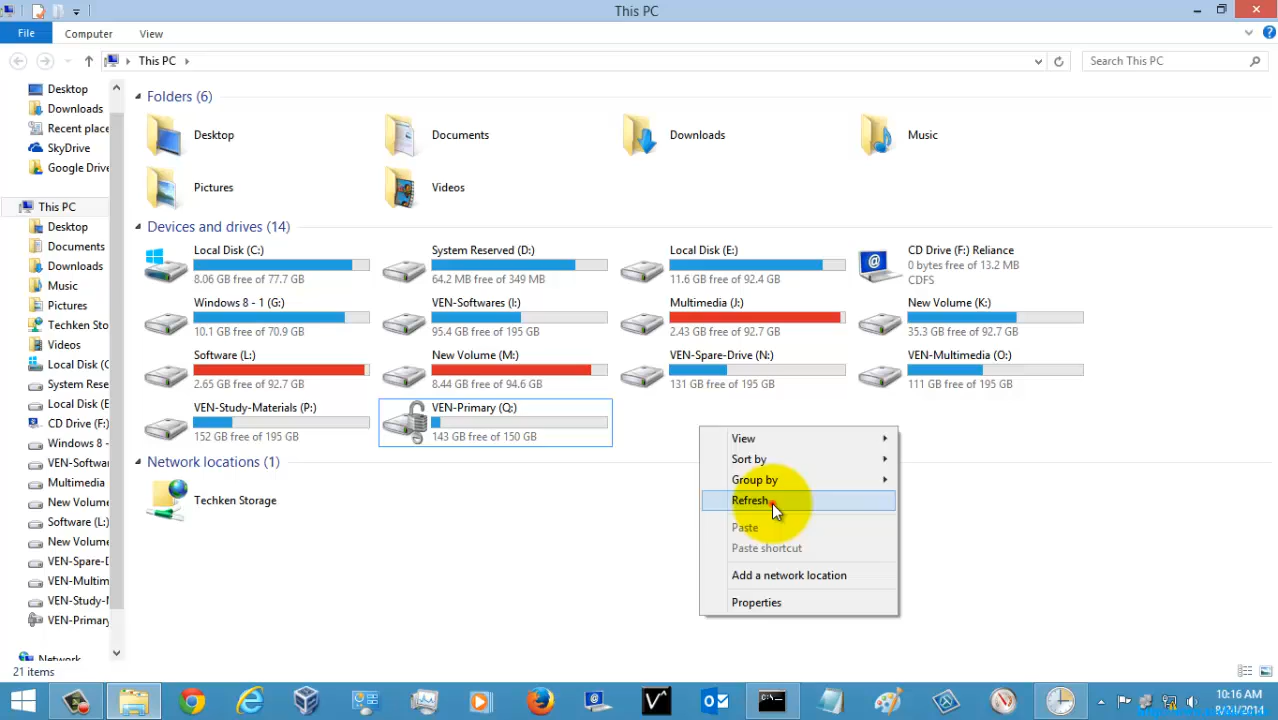 This PC
File
Computer
View
This PC
Search This PC
Desktop
Downloads
Recent place
SkyDrive
Google Drive
This PC
Desktop
Documents
Downloads
Music
Pictures
Techken Sto
Videos
Local Disk (C
System Rese
Local Disk (E
CD Drive (F:)
Windows 8 -
VEN-Softwa
Multimedia
New Volume
Software (L:)
New Volum
VEN-Spare-D
VEN-Multim
VEN-Study-M
VEN-Primary
Network
Folders (6)
Desktop
Documents
Downloads
Music
Pictures
Videos
Devices and drives (14)
Local Disk (C:)
8.06 GB free of 77.7 GB
System Reserved (D:)
64.2 MB free of 349 MB
Local Disk (E:)
11.6 GB free of 92.4 GB
CD Drive (F:) Reliance
0 bytes free of 13.2 MB
CDFS
Windows 8 - 1 (G:)
10.1 GB free of 70.9 GB
VEN-Softwares (I:)
95.4 GB free of 195 GB
Multimedia (J:)
2.43 GB free of 92.7 GB
New Volume (K:)
35.3 GB free of 92.7 GB
Software (L:)
2.65 GB free of 92.7 GB
New Volume (M:)
8.44 GB free of 94.6 GB
VEN-Spare-Drive (N:)
131 GB free of 195 GB
VEN-Multimedia (O:)
111 GB free of 195 GB
VEN-Study-Materials (P:)
152 GB free of 195 GB
VEN-Primary (Q:)
143 GB free of 150 GB
Network locations (1)
Techken Storage
View
Sort by
Group by
Refresh
Paste
Paste shortcut
Add a network location
Properties
21 items
10:16 AM
8/24/2014